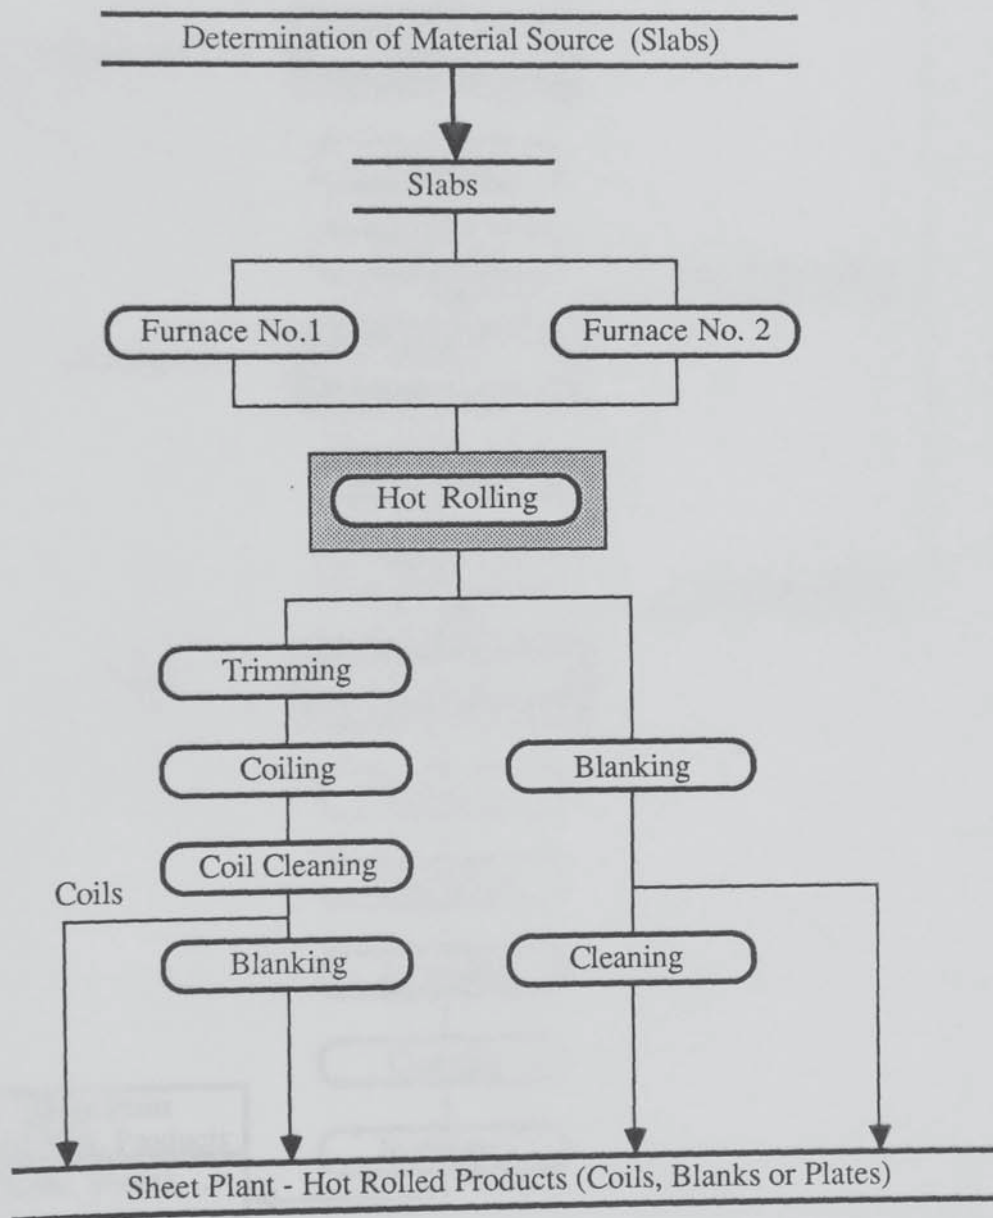 Determination of Material Source (Slabs)
Slabs
Furnace No.1
Furnace No. 2
Hot Rolling
Trimming
Coiling
Blanking
Coil Cleaning
Coils
Blanking
Cleaning
Sheet Plant - Hot Rolled Products (Coils, Blanks or Plates)